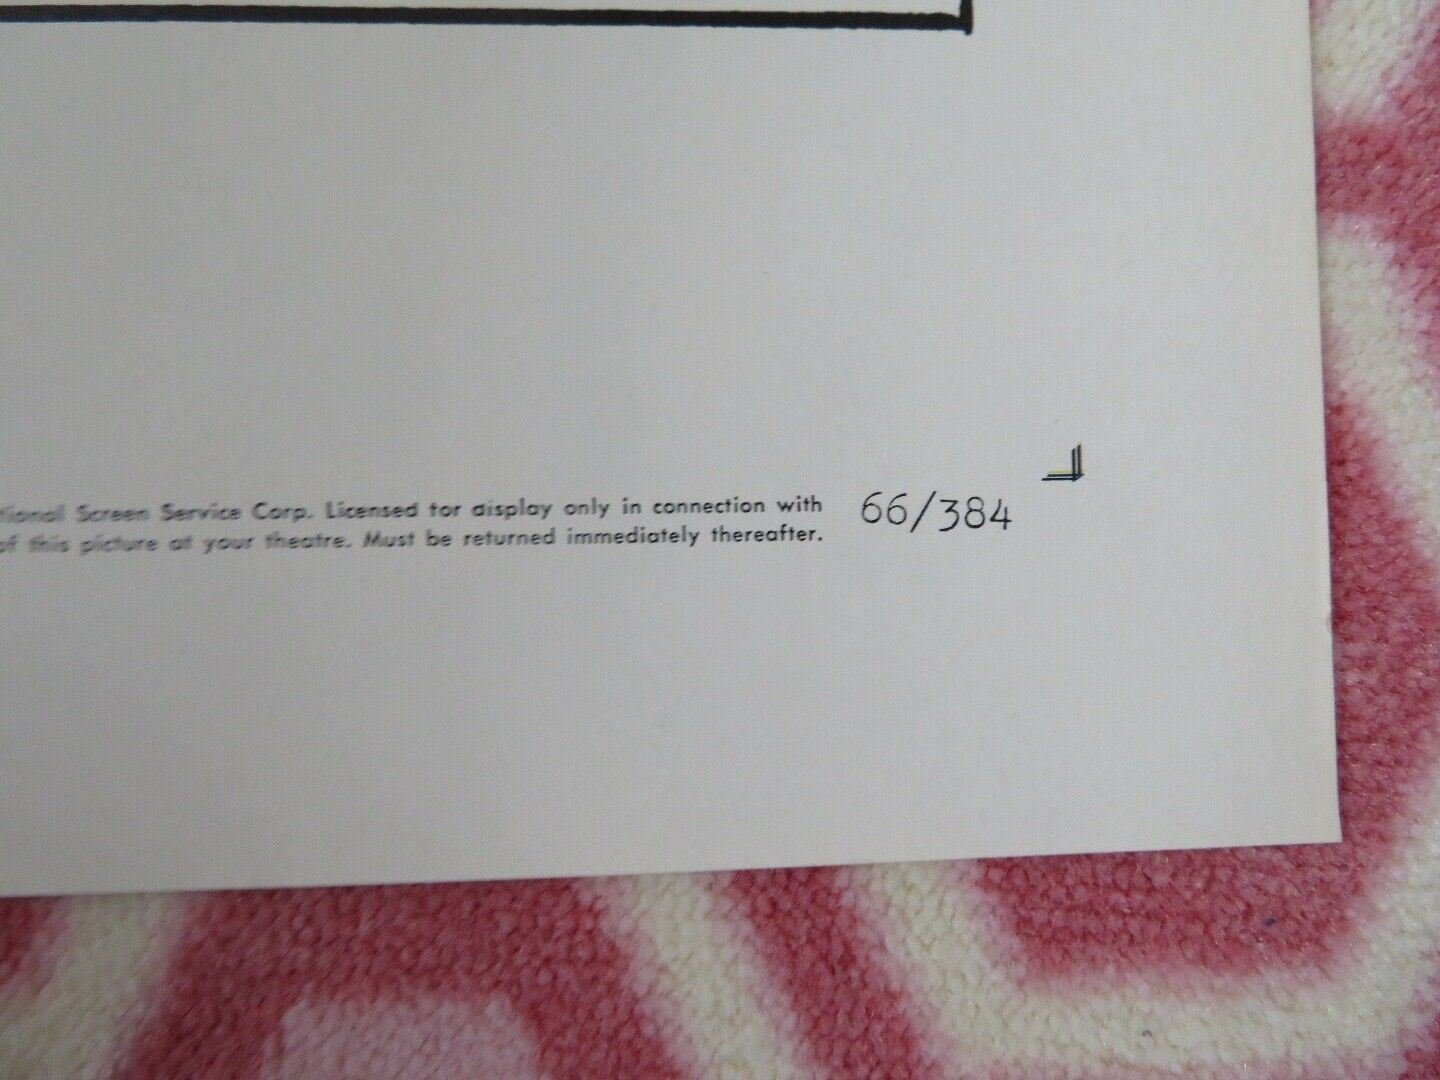 tional Screen Service Corp. Licensed for display only in connection with
of this picture at your theatre. Must be returned immediately thereafter.
66/384